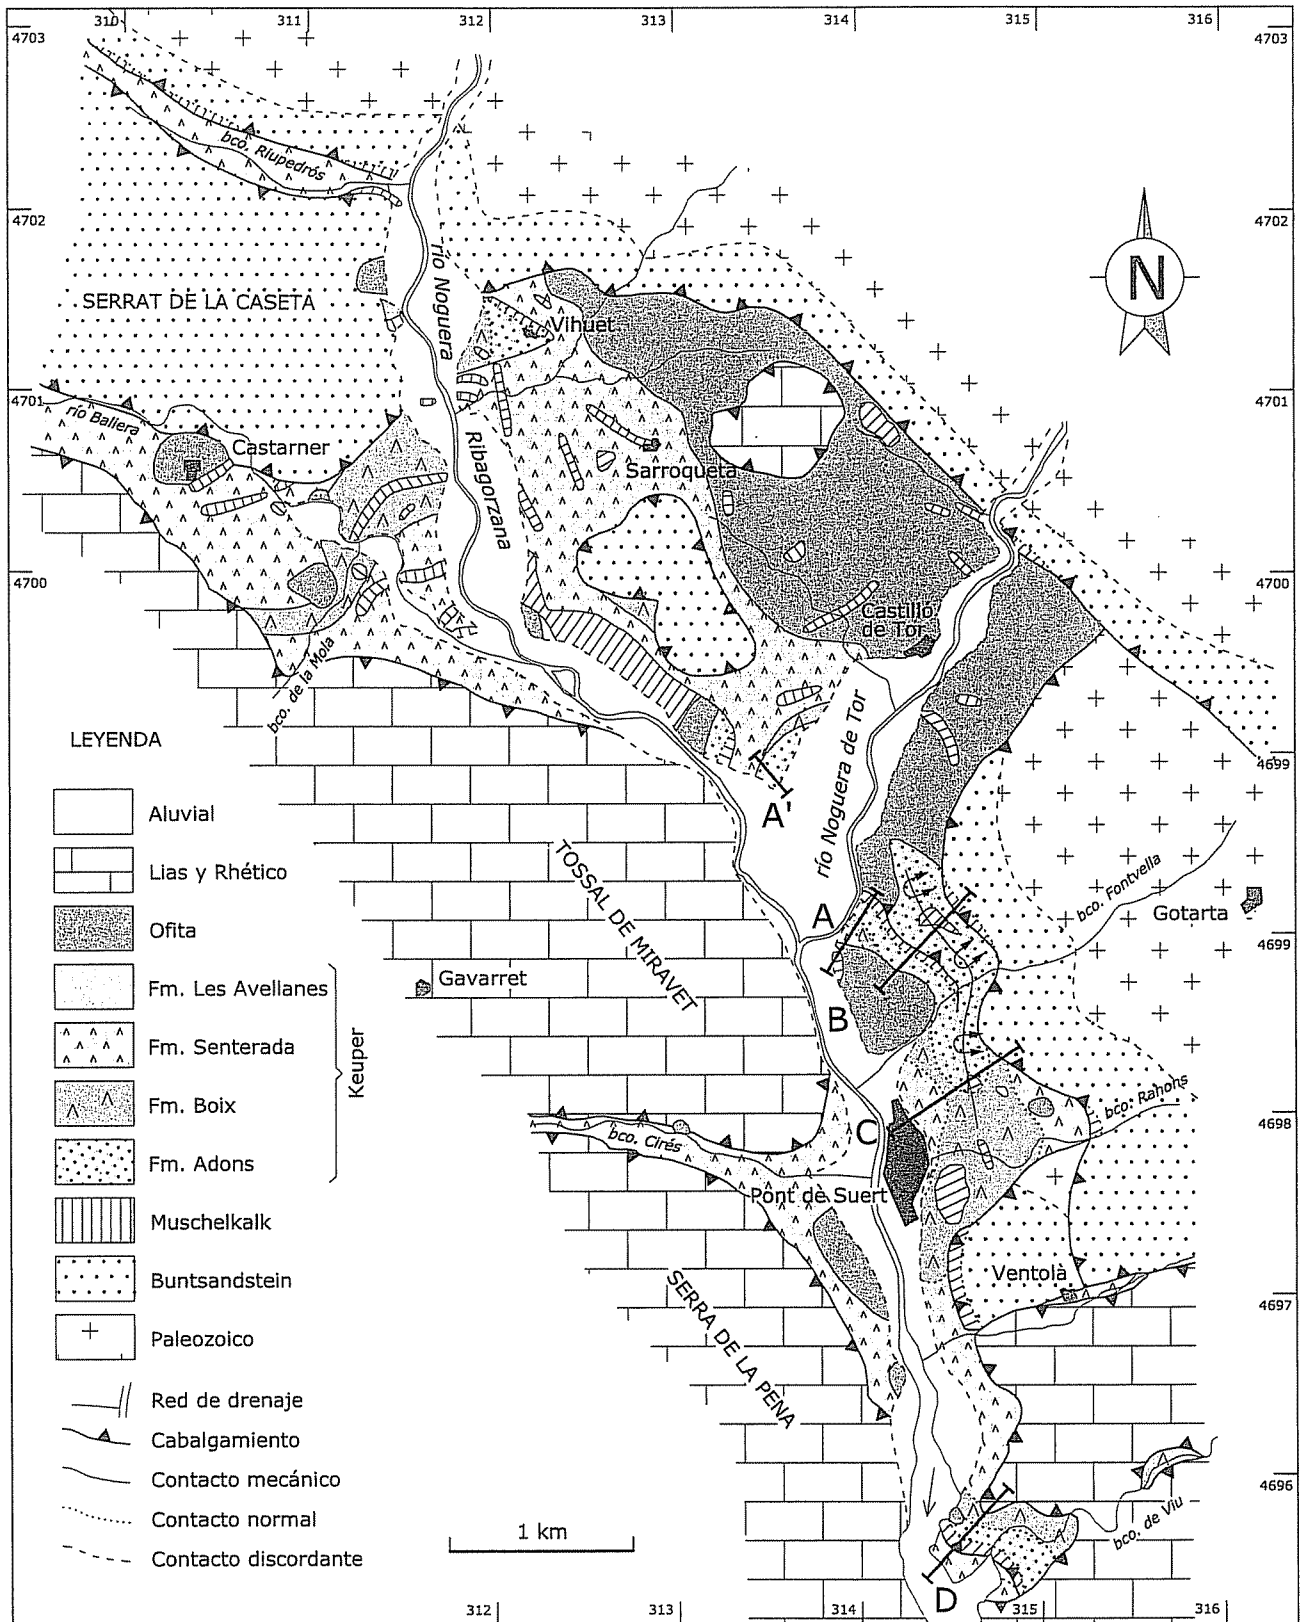 310
311
312
313
314
315
316
4703
4703
bco. Riupedrós
4702
4702
río Noguera
N
SERRAT DE LA CASETA
Vihuet
4701
4701
río Ballera
Castarner
Ribagorzana
Sarroqueta
4700
4700
Castillo
de Tor
bco. de la Mola
LEYENDA
4699
A'
río Noguera de Tor
Aluvial
Lias y Rhético
Ofita
Fm. Les Avellanes
Fm. Senterada
Fm. Boix
Fm. Adons
Keuper
Muschelkalk
Buntsandstein
Paleozoico
Red de drenaje
Cabalgamiento
Contacto mecánico
Contacto normal
Contacto discordante
TOSSAL DE MIRAVET
bco. Fontvella
Gotarta
A
4699
Gavarret
B
bco. Rahons
4698
C
bco. Cirés
Pont de Suert
Ventolà
4697
SERRA DE LA PENA
4696
bco. de Viu
1 km
D
312
313
314
315
316